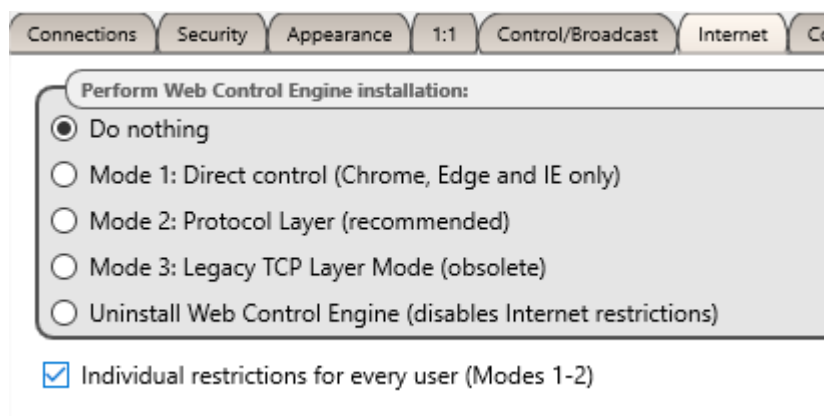 Connections Security Appearance 1:1 Control/Broadcast Internet
Perform Web Control Engine installation:
Do nothing
Mode 1: Direct control (Chrome, Edge and IE only)
Mode 2: Protocol Layer (recommended)
Mode 3: Legacy TCP Layer Mode (obsolete)
Uninstall Web Control Engine (disables Internet restrictions)
Individual restrictions for every user (Modes 1-2)